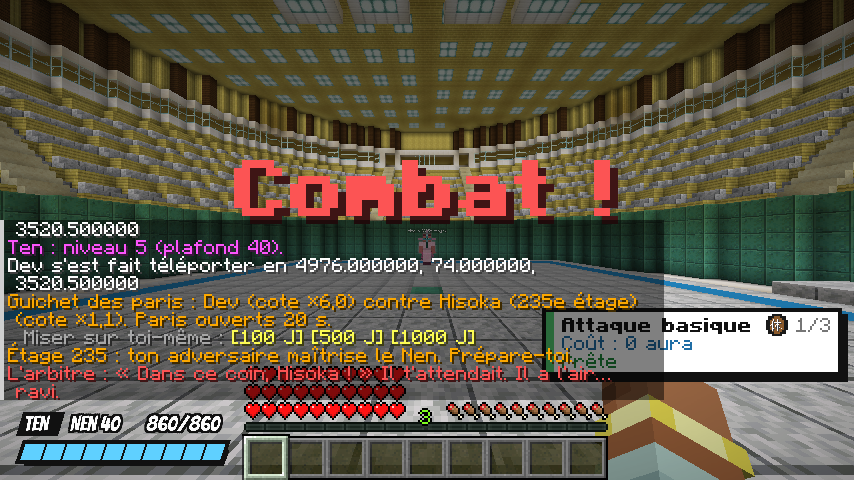 Combat !
3520.500000
Ten : niveau 5 (plafond 40).
Dev s'est fait téléporter en 4976.000000, 74.000000,
3520.500000
Guichet des paris : Dev (cote ×6,0) contre Hisoka (235e étage)
(cote ×1,1). Paris ouverts 20 s.
Miser sur toi-même : [100 J] [500 J] [1000 J]
Étage 235 : ton adversaire maîtrise le Nen. Prépare-toi.
L'arbitre : « Dans ce coin, Hisoka ! » Il t'attendait. Il a l'air...
ravi.
Attaque basique 1/3
Coût : 0 aura
Prête
TEN NEN 40 860/860
8